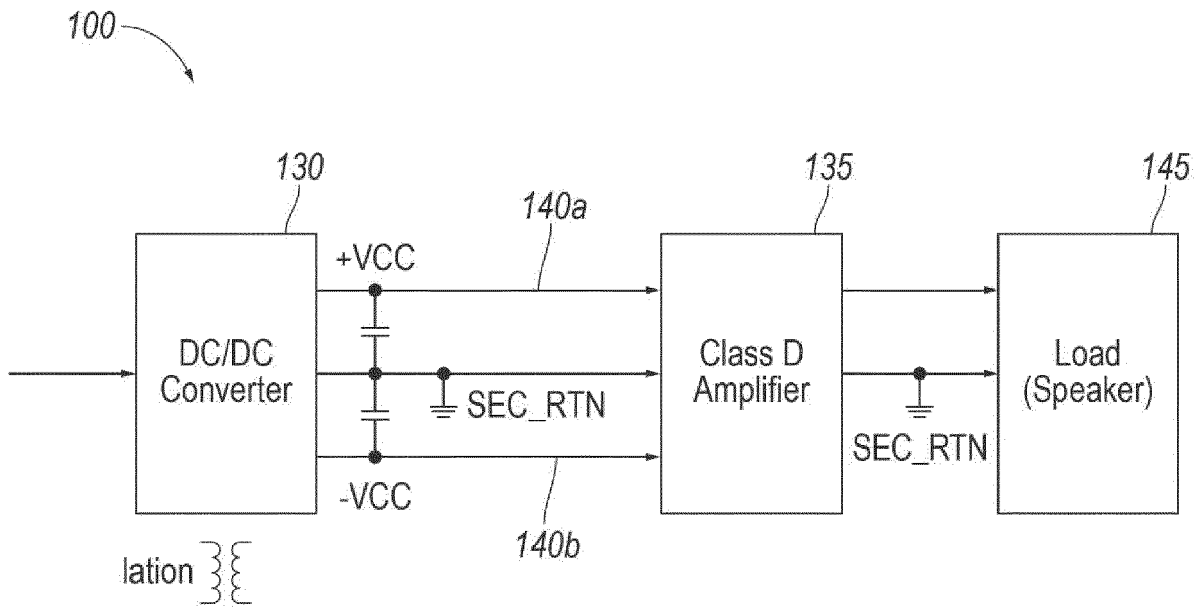 100
130
135
145
140a
+VCC
DC/DC
Converter
Class D
Amplifier
Load
(Speaker)
SEC_RTN
SEC_RTN
-VCC
140b
lation